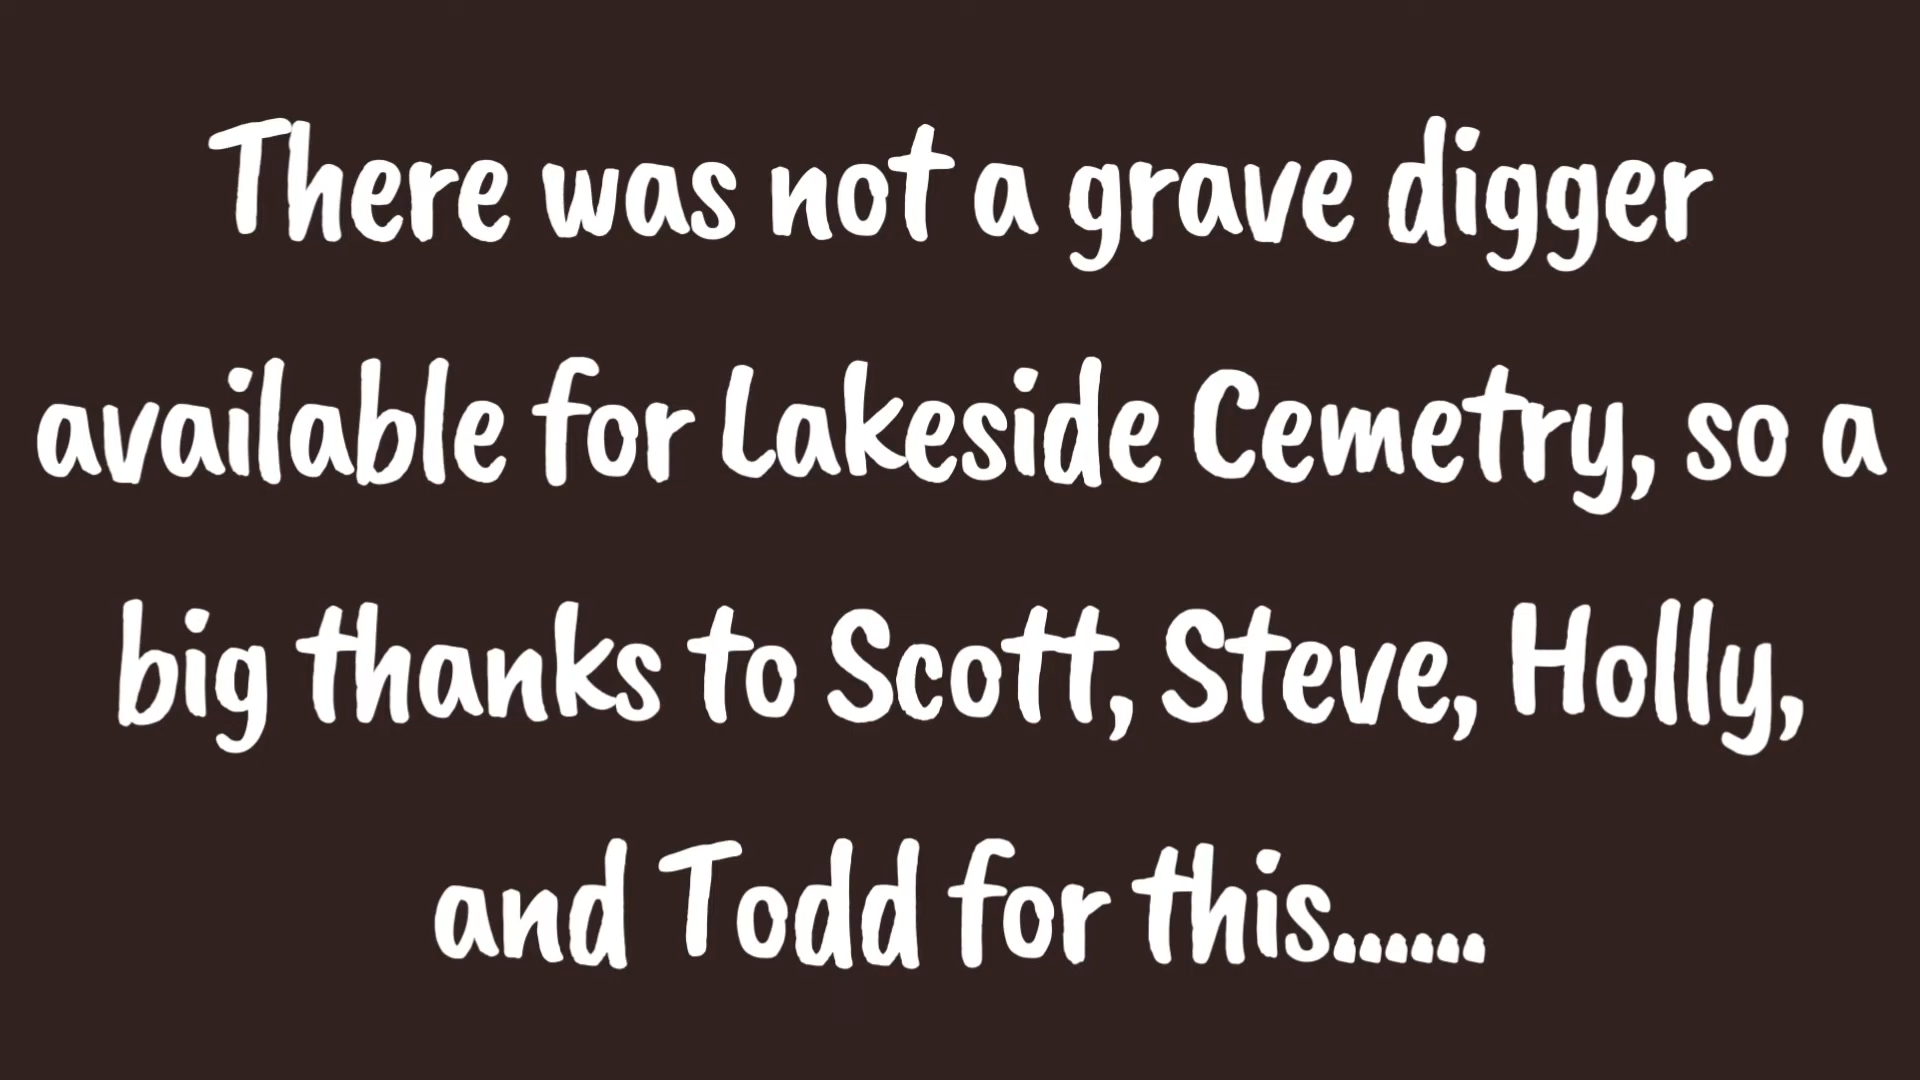 There was not a grave digger
available for Lakeside Cemetry, so a
big thanks to Scott, Steve, Holly,
and Todd for this......